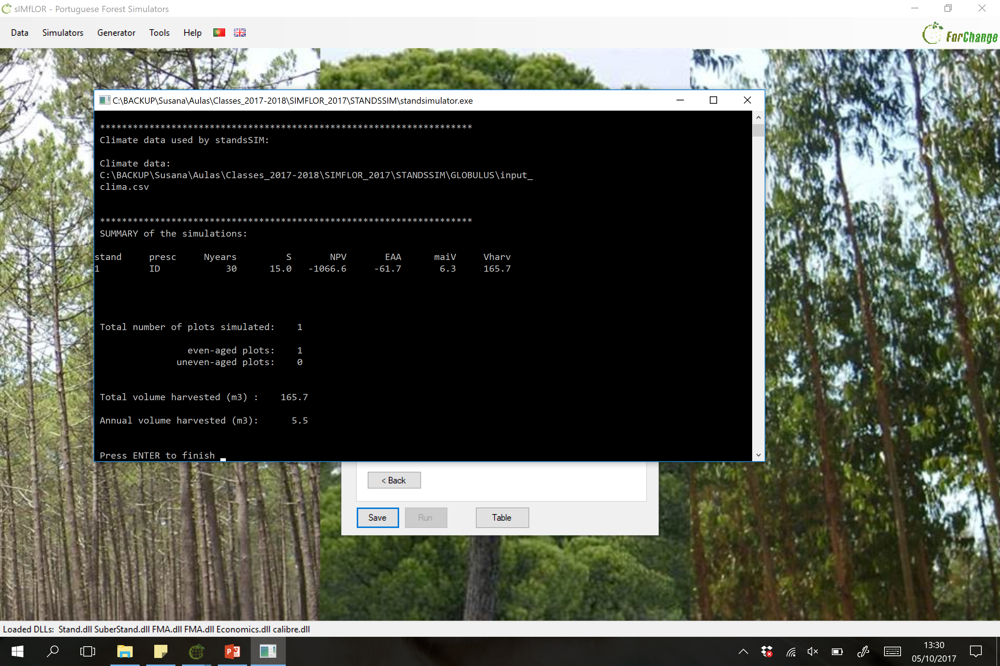 sIMfLOR - Portuguese Forest Simulators
Data Simulators Generator Tools Help
ForChange
C:\BACKUP\Susana\Aulas\Classes_2017-2018\SIMFLOR_2017\STANDSSIM\standsimulator.exe
********************************************************************
Climate data used by standsSIM:
Climate data:
C:\BACKUP\Susana\Aulas\Classes_2017-2018\SIMFLOR_2017\STANDSSIM\GLOBULUS\input_
clima.csv
********************************************************************
SUMMARY of the simulations:
stand presc Nyears S NPV EAA maiV Vharv
1 ID 30 15.0 -1066.6 -61.7 6.3 165.7
Total number of plots simulated: 1
even-aged plots: 1
uneven-aged plots: 0
Total volume harvested (m3) : 165.7
Annual volume harvested (m3): 5.5
Press ENTER to finish
< Back
Save Run Table
Loaded DLLs: Stand.dll SuberStand.dll FMA.dll FMA.dll Economics.dll calibre.dll
13:30
05/10/2017